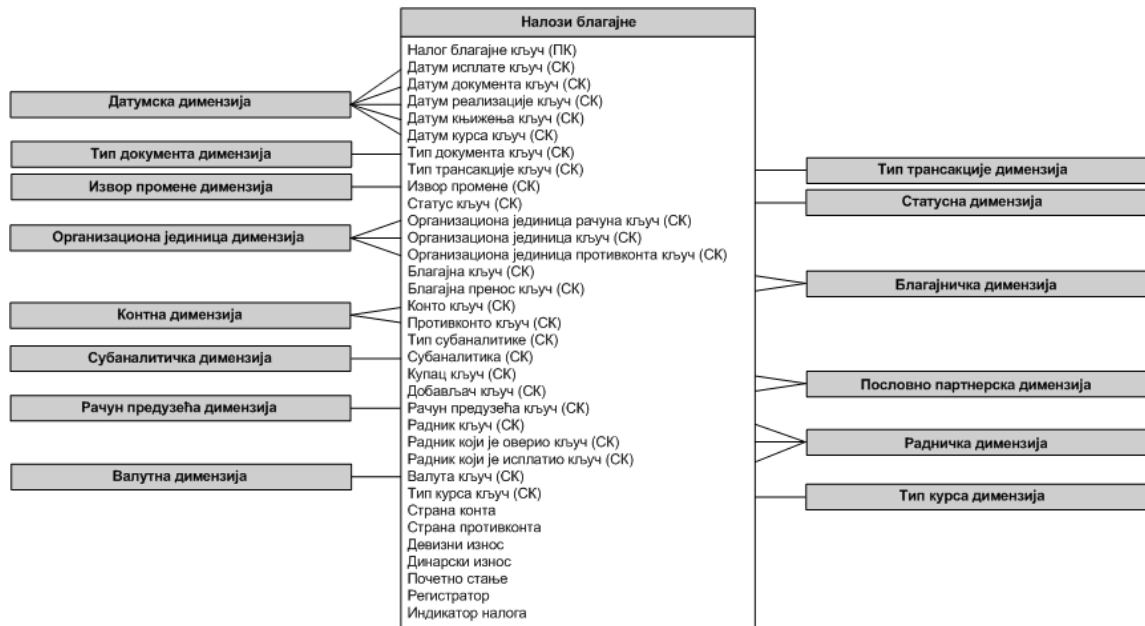 Налози благајне
Налог благајне кључ (ПК)
Датум исплате кључ (СК)
Датум документа кључ (СК)
Датум реализације кључ (СК)
Датум књижења кључ (СК)
Датум курса кључ (СК)
Тип документа кључ (СК)
Тип трансакције кључ (СК)
Извор промене (СК)
Статус кључ (СК)
Организациона јединица рачуна кључ (СК)
Организациона јединица кључ (СК)
Организациона јединица противконта кључ (СК)
Благајна кључ (СК)
Благајна пренос кључ (СК)
Конто кључ (СК)
Противконто кључ (СК)
Тип субаналитике (СК)
Субаналитика (СК)
Купац кључ (СК)
Добављач кључ (СК)
Рачун предузећа кључ (СК)
Радник кључ (СК)
Радник који је оверио кључ (СК)
Радник који је исплатио кључ (СК)
Валута кључ (СК)
Тип курса кључ (СК)
Страна конта
Страна противконта
Девизни износ
Динарски износ
Почетно стање
Регистратор
Индикатор налога
Датумска димензија
Тип документа димензија
Извор промене димензија
Организациона јединица димензија
Контна димензија
Субаналитичка димензија
Рачун предузећа димензија
Валутна димензија
Тип трансакције димензија
Статусна димензија
Благајничка димензија
Пословно партнерска димензија
Радничка димензија
Тип курса димензија